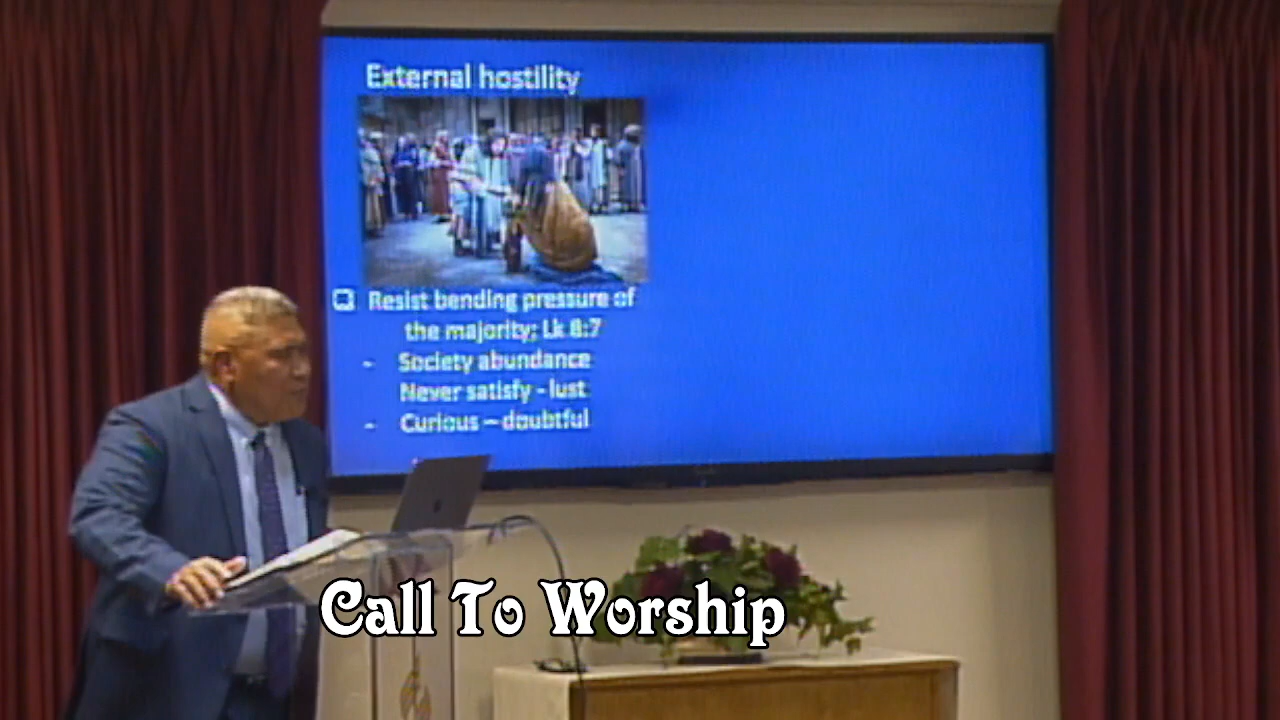 External hostility
Resist bending pressure of
the majority; Lk 8:7
- Society abundance
Never satisfy - lust
- Curious – doubtful
Call To Worship